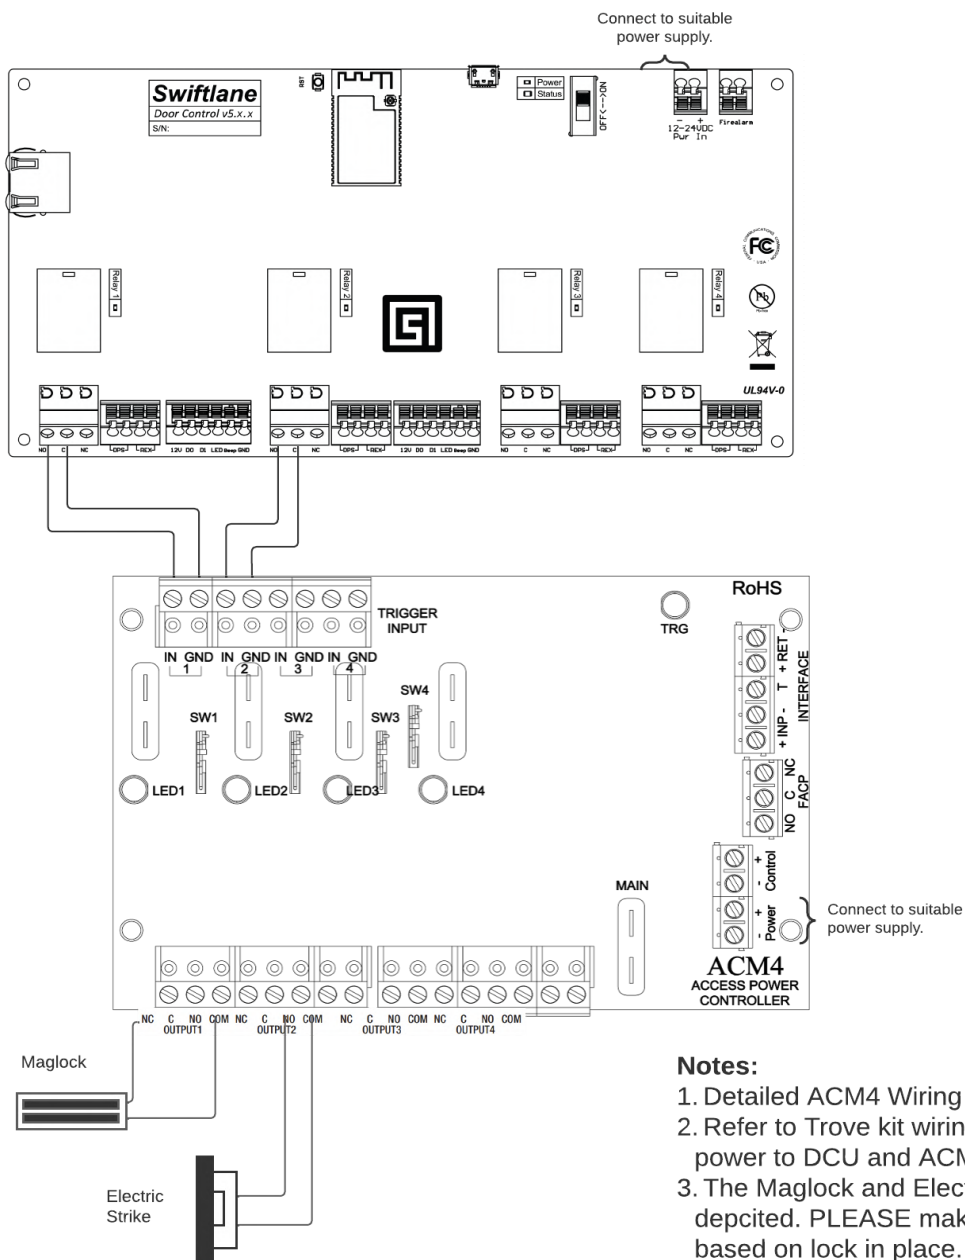 Connect to suitable
power supply.
Swiftlane
Door Control v5.x.x
S/N:
RST
Power
Status
OFF<-->ON
- +
12-24VDC
Pwr In
Firealarm
FEDERAL COMMUNICATIONS COMMISSION
FC
USA
Relay 1
Relay 2
Relay 3
Relay 4
Pb
UL94V-0
NO C NC DPS REX 12V D0 D1 LED Beep GND NO C NC DPS REX 12V D0 D1 LED Beep GND NO C NC DPS REX NO C NC DPS REX
TRIGGER
INPUT
IN GND IN GND IN GND IN GND
1 2 3 4
RoHS
TRG
SW1
SW2
SW3
SW4
LED1
LED2
LED3
LED4
+ INP - T + RET -
INTERFACE
NO C NC
FACP
- + Control
- + Power
MAIN
Connect to suitable
power supply.
ACM4
ACCESS POWER
CONTROLLER
NC C NO COM NC C NO COM NC C NO COM NC C NO COM
OUTPUT1 OUTPUT2 OUTPUT3 OUTPUT4
Maglock
Electric
Strike
Notes:
1. Detailed ACM4 Wiring
2. Refer to Trove kit wirin
power to DCU and ACM
3. The Maglock and Elect
depcited. PLEASE mak
based on lock in place.